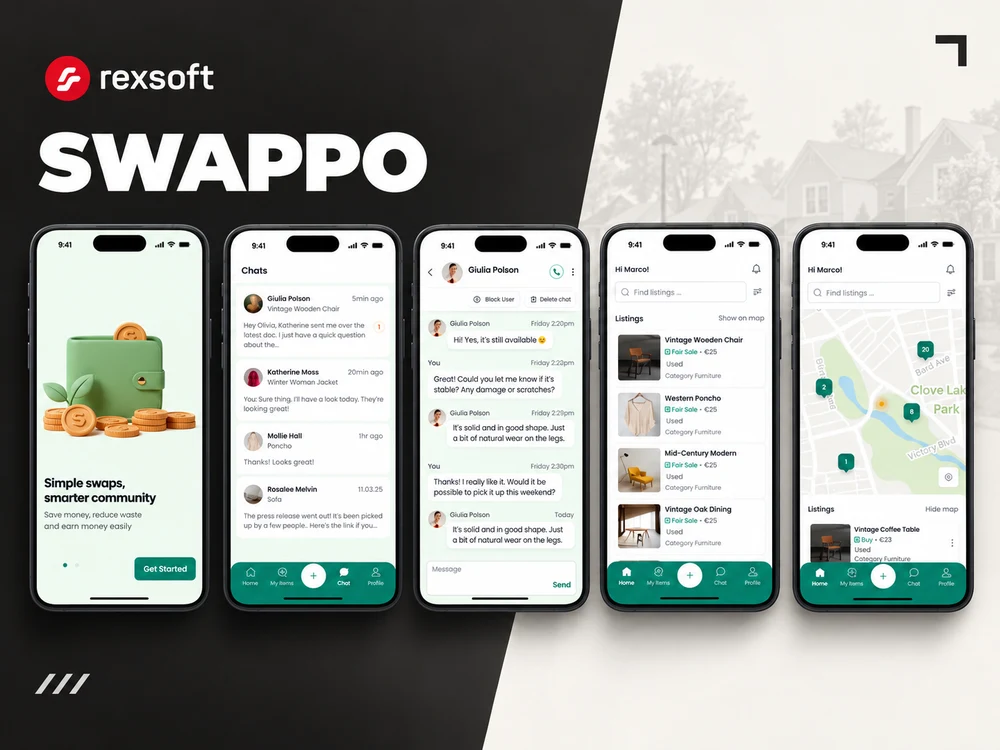 rexsoft
SWAPPO
9:41
Simple swaps,
smarter community
Save money, reduce waste
and earn money easily
Get Started
9:41
Chats
Giulia Polson
5min ago
Vintage Wooden Chair
Hey Olivia, Katherine sent me over the
latest doc. I just have a quick question
about the...
1
Katherine Moss
20min ago
Winter Woman Jacket
You: Sure thing, I'll have a look today. They're
looking great!
Mollie Hall
1hr ago
Poncho
Thanks! Looks great!
Rosalee Melvin
11.03.25
Sofa
The press release went out! It's been picked
up by a few people.. Here's the link if you...
Home
My Items
+
Chat
Profile
9:41
Giulia Polson
Block User
Delete chat
Giulia Polson
Friday 2:20pm
Hi! Yes, it's still available😉
You
Friday 2:22pm
Great! Could you let me know if it's
stable? Any damage or scratches?
Giulia Polson
Friday 2:29pm
It's solid and in good shape. Just
a bit of natural wear on the legs.
You
Friday 2:30pm
Thanks! I really like it. Would it be
possible to pick it up this weekend?
Giulia Polson
Today
It's solid and in good shape. Just
a bit of natural wear on the legs.
Message
Send
9:41
Hi Marco!
Find listings ...
Listings
Show on map
Vintage Wooden Chair
Fair Sale • €25
Used
Category Furniture
Western Poncho
Fair Sale • €25
Used
Category Furniture
Mid-Century Modern
Fair Sale • €25
Used
Category Furniture
Vintage Oak Dining
Fair Sale • €25
Used
Category Furniture
Home
My Items
+
Chat
Profile
9:41
Hi Marco!
Find listings ...
20
Bard Ave
2
Clove Lak
Park
8
Victory Blvd
1
Listings
Hide map
Vintage Coffee Table
Buy • €23
Used
Category Furniture
Home
My Items
+
Chat
Profile